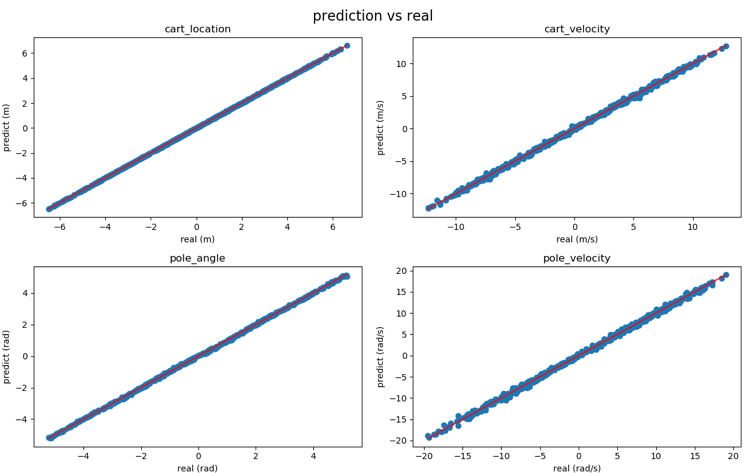 prediction vs real
cart_location
predict (m)
6
4
2
0
−2
−4
−6
−6 −4 −2 0 2 4 6
real (m)
cart_velocity
predict (m/s)
10
5
0
−5
−10
−10 −5 0 5 10
real (m/s)
pole_angle
predict (rad)
4
2
0
−2
−4
−4 −2 0 2 4
real (rad)
pole_velocity
predict (rad/s)
20
15
10
5
0
−5
−10
−15
−20
−20 −15 −10 −5 0 5 10 15 20
real (rad/s)